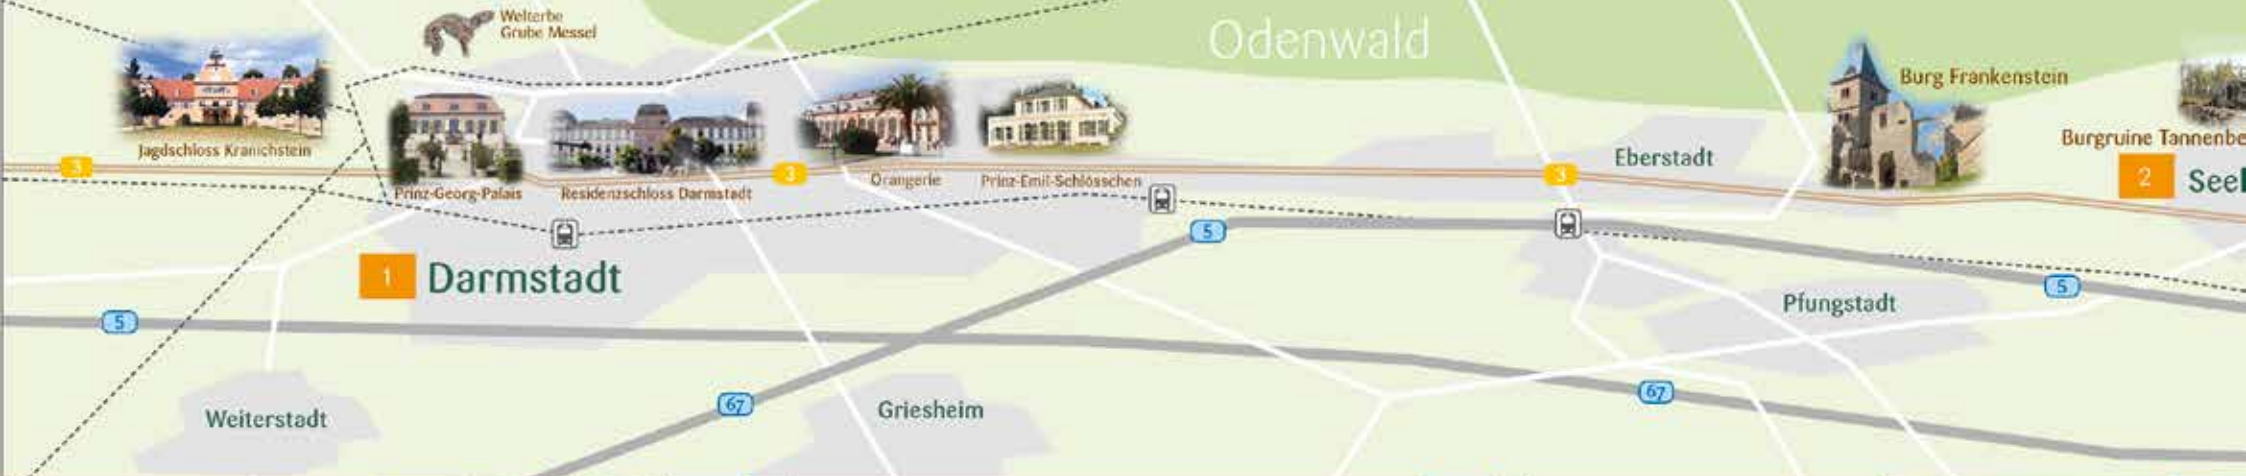 Welterbe
Grube Messel
Odenwald
Burg Frankenstein
Burgruine Tannenbe
Jagdschloss Kranichstein
Eberstadt
3
3
3
2
Seel
Prinz-Georg-Palais
Residenzschloss Darmstadt
Orangerie
Prinz-Emil-Schlösschen
5
1
Darmstadt
5
Pfungstadt
5
67
67
Weiterstadt
Griesheim